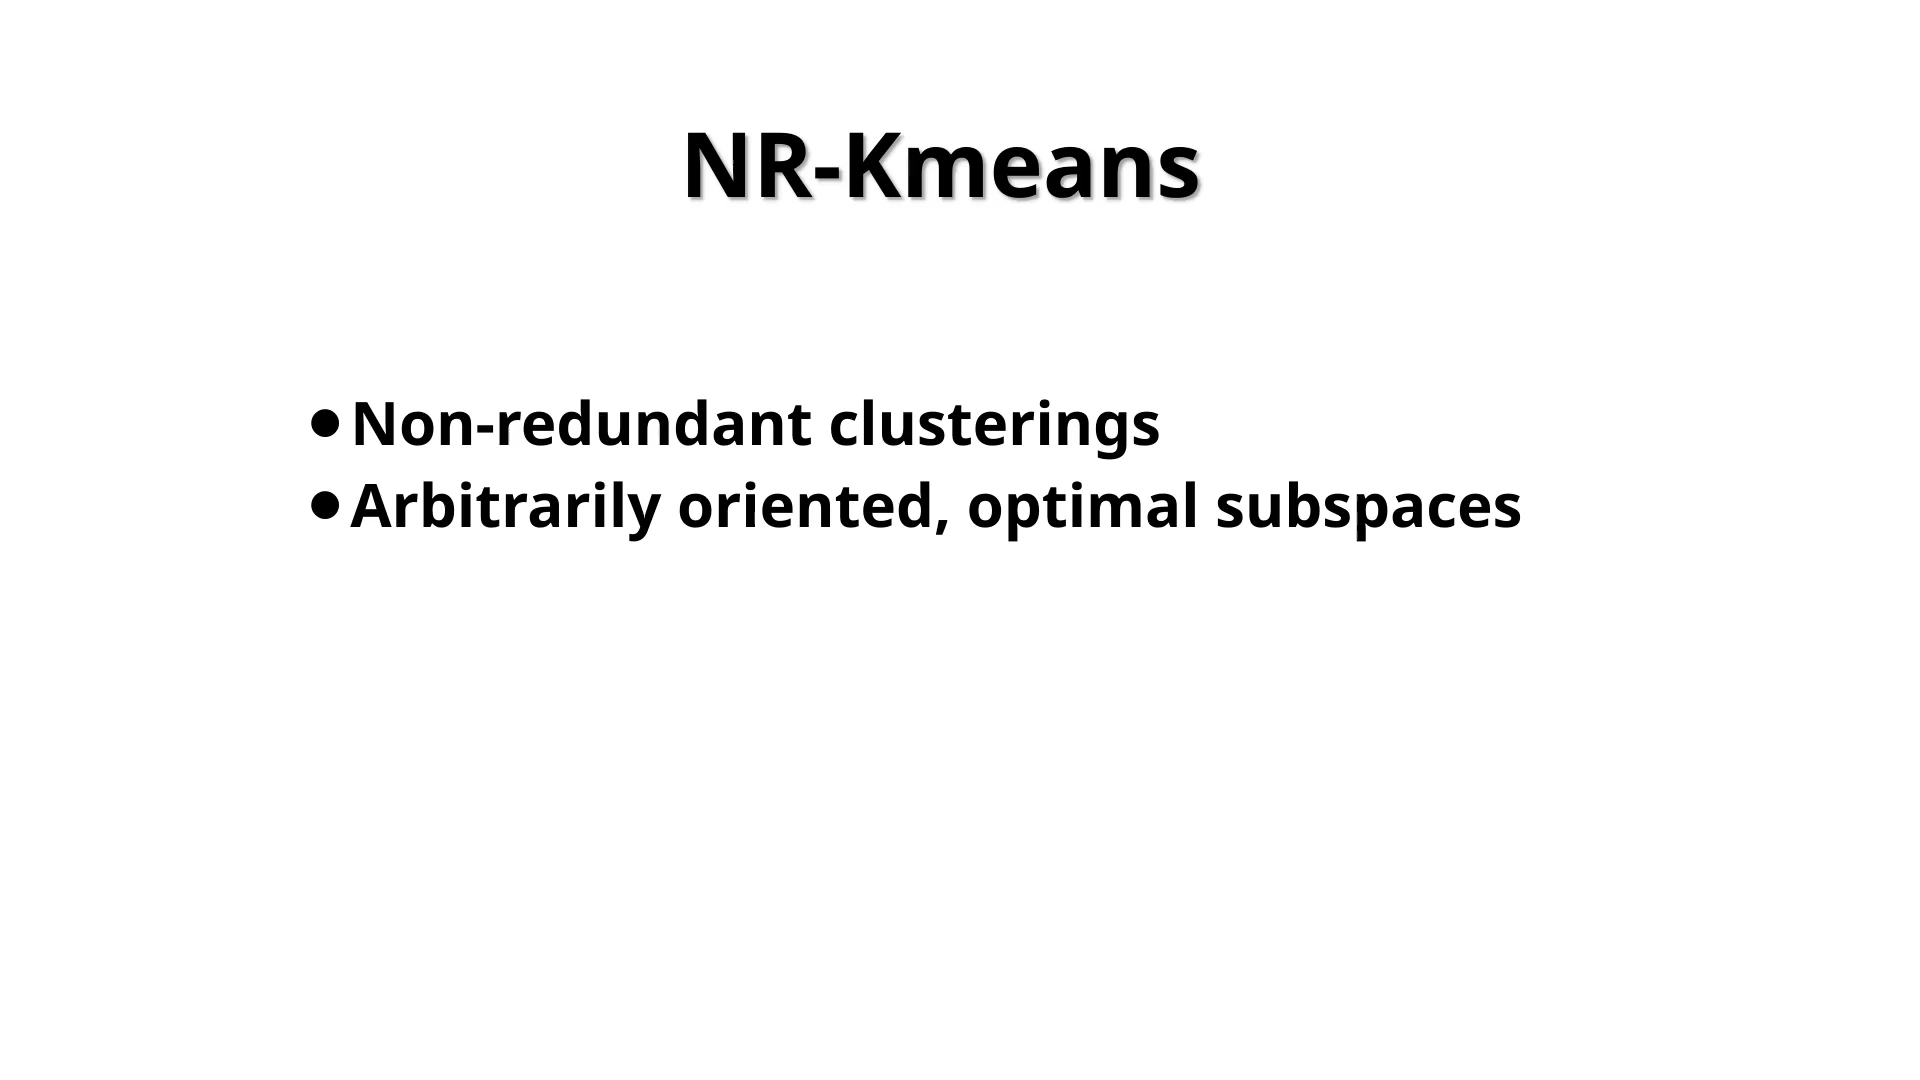 NR-Kmeans
● Non-redundant clusterings
● Arbitrarily oriented, optimal subspaces